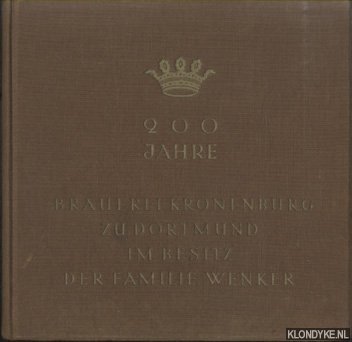 200
JAHRE
BRAUEREI KRONENBURG
ZU DORTMUND
IM BESITZ
DER FAMILIE WENKER
KLONDYKE.NL